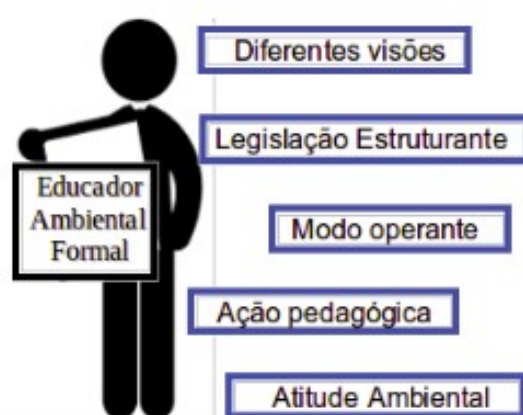 Diferentes visões
Legislação Estruturante
Educador
Ambiental
Formal
Modo operante
Ação pedagógica
Atitude Ambiental